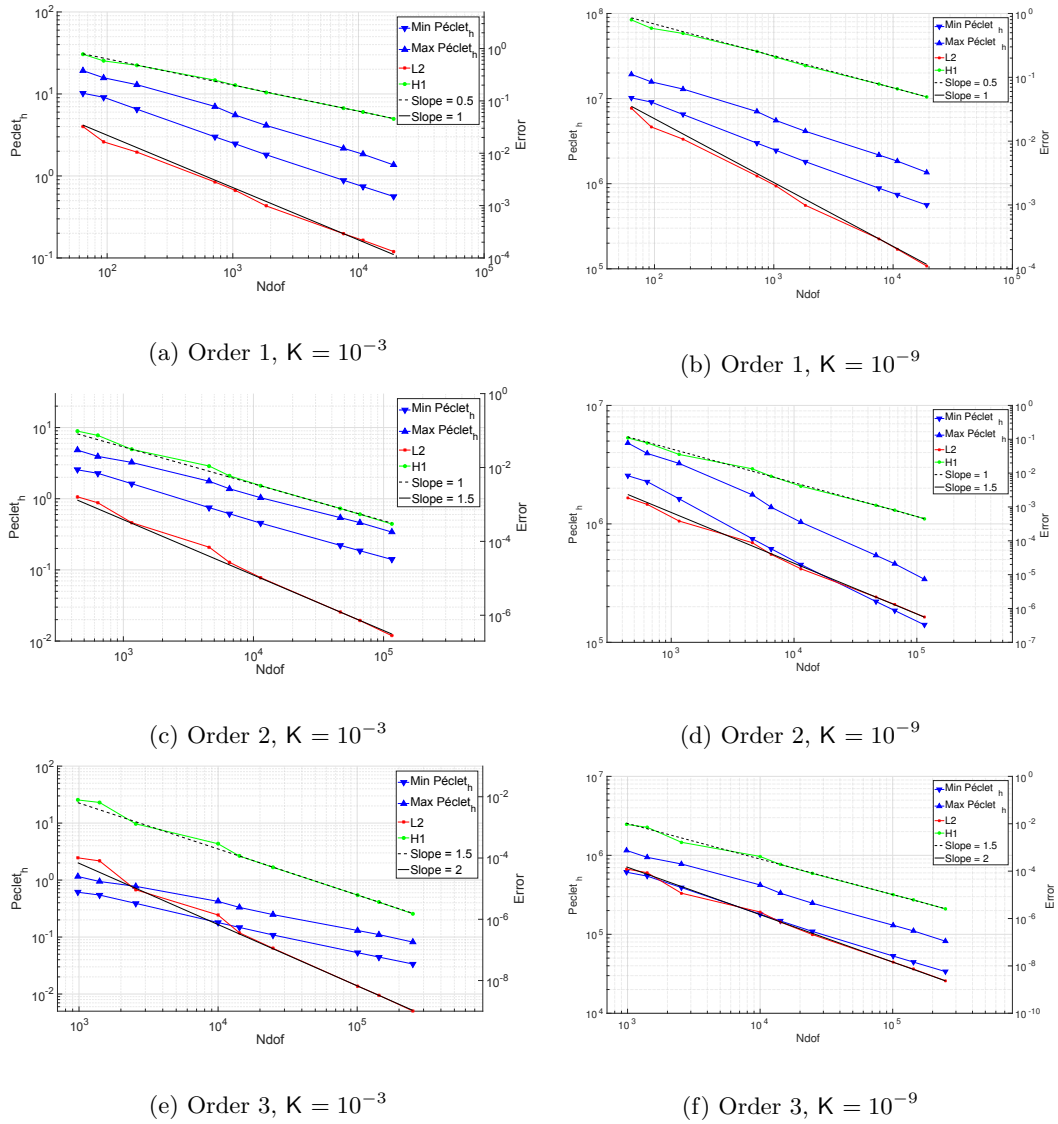 10^2
10^1
10^0
10^-1
Peclet_h
10^2
10^3
10^4
10^5
Ndof
10^0
10^-1
10^-2
10^-3
10^-4
Error
Min Péclet_h
Max Péclet_h
L2
H1
Slope = 0.5
Slope = 1
(a) Order 1, K = 10^-3
10^8
10^7
10^6
10^5
Peclet_h
10^2
10^3
10^4
10^5
Ndof
10^0
10^-1
10^-2
10^-3
10^-4
Error
Min Péclet_h
Max Péclet_h
L2
H1
Slope = 0.5
Slope = 1
(b) Order 1, K = 10^-9
10^1
10^0
10^-1
10^-2
Peclet_h
10^3
10^4
10^5
Ndof
10^0
10^-2
10^-4
10^-6
Error
Min Péclet_h
Max Péclet_h
L2
H1
Slope = 1
Slope = 1.5
(c) Order 2, K = 10^-3
10^7
10^6
10^5
Peclet_h
10^3
10^4
10^5
Ndof
10^0
10^-1
10^-2
10^-3
10^-4
10^-5
10^-6
10^-7
Error
Min Péclet_h
Max Péclet_h
L2
H1
Slope = 1
Slope = 1.5
(d) Order 2, K = 10^-9
10^2
10^1
10^0
10^-1
10^-2
Peclet_h
10^3
10^4
10^5
Ndof
10^-2
10^-4
10^-6
10^-8
Error
Min Péclet_h
Max Péclet_h
L2
H1
Slope = 1.5
Slope = 2
(e) Order 3, K = 10^-3
10^7
10^6
10^5
10^4
Peclet_h
10^3
10^4
10^5
Ndof
10^0
10^-2
10^-4
10^-6
10^-8
10^-10
Error
Min Péclet_h
Max Péclet_h
L2
H1
Slope = 1.5
Slope = 2
(f) Order 3, K = 10^-9